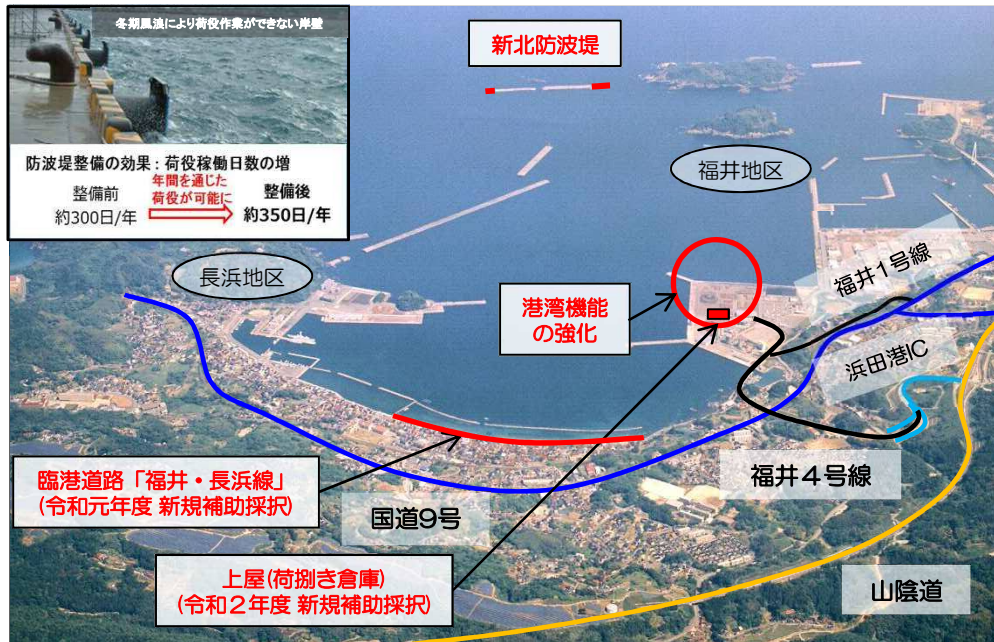 冬期風浪により荷役作業ができない岸壁
防波堤整備の効果：荷役稼働日数の増
整備前
約300日/年
年間を通じた
荷役が可能に
整備後
約350日/年
新北防波堤
福井地区
長浜地区
港湾機能
の強化
福井1号線
浜田港IC
福井4号線
臨港道路「福井・長浜線」
(令和元年度 新規補助採択)
国道9号
上屋(荷捌き倉庫)
(令和2年度 新規補助採択)
山陰道